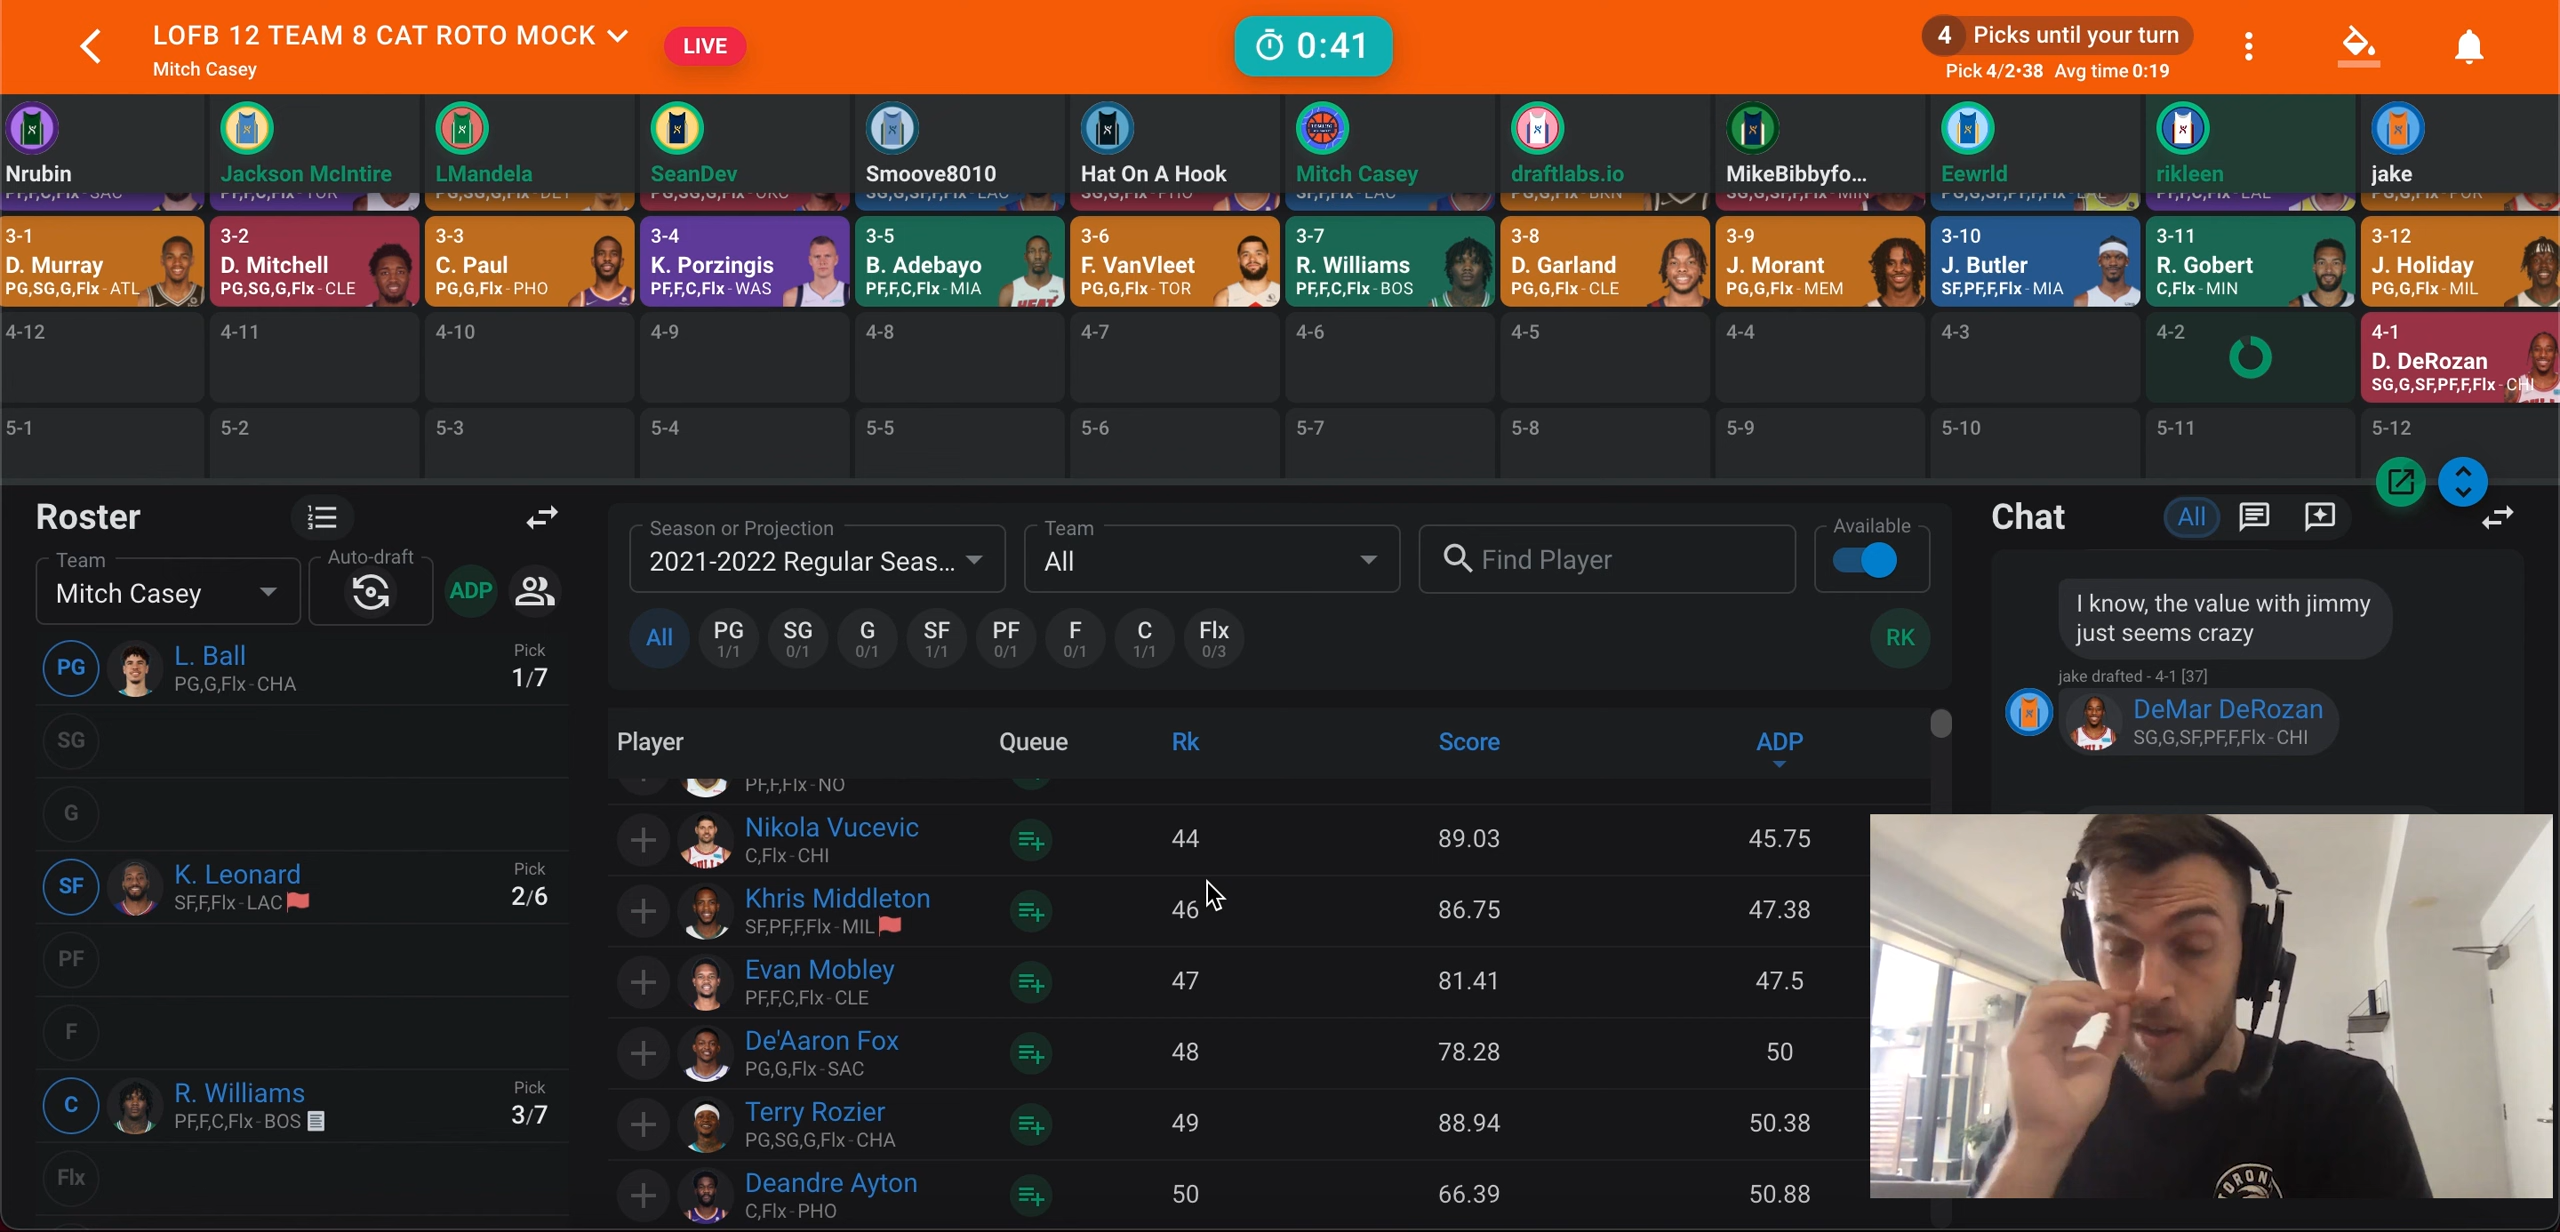 LOFB 12 TEAM 8 CAT ROTO MOCK
Mitch Casey
LIVE
0:41
4 Picks until your turn
Pick 4/2•38 Avg time 0:19
Nrubin
Jackson McIntire
LMandela
SeanDev
Smoove8010
Hat On A Hook
Mitch Casey
draftlabs.io
MikeBibbyfo...
Eewrld
rikleen
jake
3-1
D. Murray
PG,SG,G,Flx - ATL
3-2
D. Mitchell
PG,SG,G,Flx - CLE
3-3
C. Paul
PG,G,Flx - PHO
3-4
K. Porzingis
PF,F,C,Flx - WAS
3-5
B. Adebayo
PF,F,C,Flx - MIA
3-6
F. VanVleet
PG,G,Flx - TOR
3-7
R. Williams
PF,F,C,Flx - BOS
3-8
D. Garland
PG,G,Flx - CLE
3-9
J. Morant
PG,G,Flx - MEM
3-10
J. Butler
SF,PF,F,Flx - MIA
3-11
R. Gobert
C,Flx - MIN
3-12
J. Holiday
PG,G,Flx - MIL
4-12
4-11
4-10
4-9
4-8
4-7
4-6
4-5
4-4
4-3
4-2
4-1
D. DeRozan
SG,G,SF,PF,F,Flx - CHI
5-1
5-2
5-3
5-4
5-5
5-6
5-7
5-8
5-9
5-10
5-11
5-12
Roster
Team
Mitch Casey
Auto-draft
ADP
PG
L. Ball
PG,G,Flx - CHA
Pick
1/7
SG
G
SF
K. Leonard
SF,F,Flx - LAC
Pick
2/6
PF
F
C
R. Williams
PF,F,C,Flx - BOS
Pick
3/7
Flx
Season or Projection
2021-2022 Regular Seas...
Team
All
Find Player
Available
All
PG 1/1
SG 0/1
G 0/1
SF 1/1
PF 0/1
F 0/1
C 1/1
Flx 0/3
RK
Player Queue Rk Score ADP
PF,F,Flx - NO
Nikola Vucevic
C,Flx - CHI
44 89.03 45.75
Khris Middleton
SF,PF,F,Flx - MIL
46 86.75 47.38
Evan Mobley
PF,F,C,Flx - CLE
47 81.41 47.5
De'Aaron Fox
PG,G,Flx - SAC
48 78.28 50
Terry Rozier
PG,SG,G,Flx - CHA
49 88.94 50.38
Deandre Ayton
C,Flx - PHO
50 66.39 50.88
Chat
All
I know, the value with jimmy
just seems crazy
jake drafted - 4-1 [37]
DeMar DeRozan
SG,G,SF,PF,F,Flx - CHI